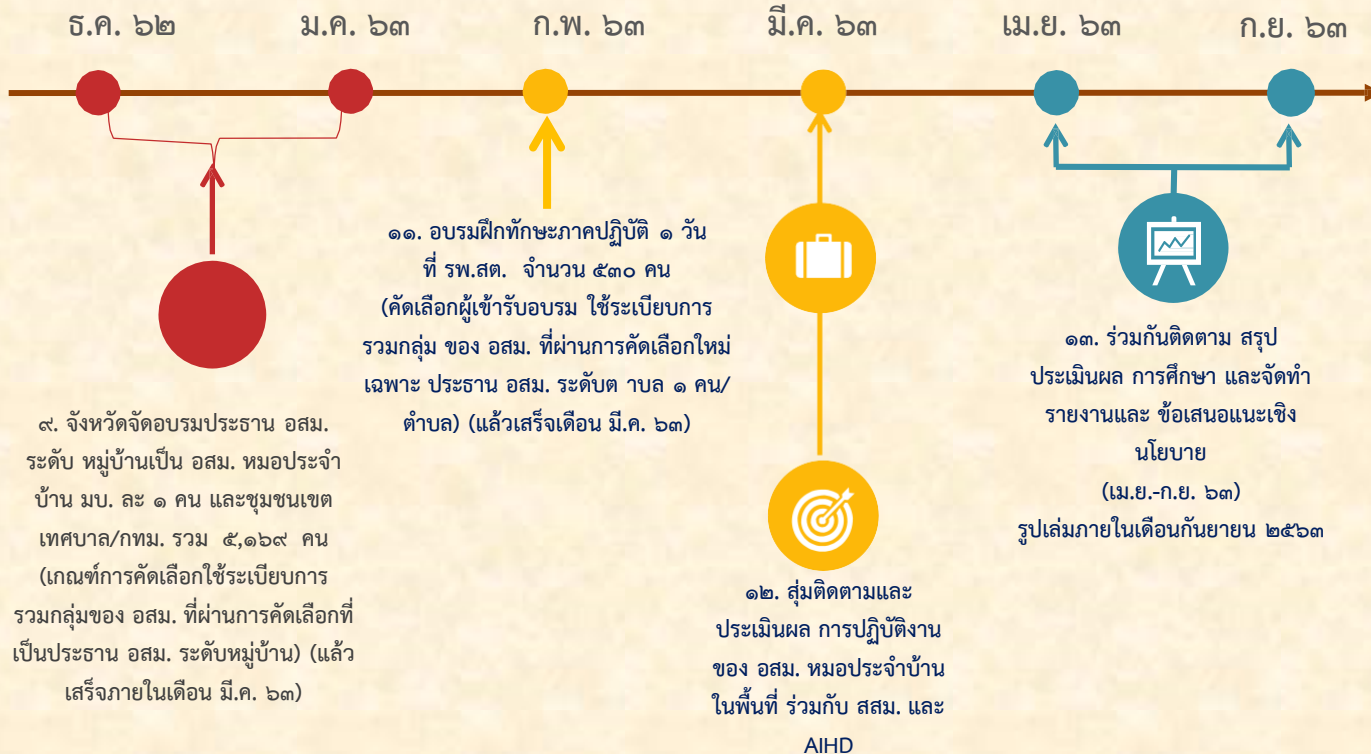 ธ.ค. ๖๒
ม.ค. ๖๓
ก.พ. ๖๓
มี.ค. ๖๓
เม.ย. ๖๓
ก.ย. ๖๓
๙. จังหวัดจัดอบรมประธาน อสม.
ระดับ หมู่บ้านเป็น อสม. หมอประจำ
บ้าน มบ. ละ ๑ คน และชุมชนเขต
เทศบาล/กทม. รวม ๕,๑๖๙ คน
(เกณฑ์การคัดเลือกใช้ระเบียบการ
รวมกลุ่มของ อสม. ที่ผ่านการคัดเลือกที่
เป็นประธาน อสม. ระดับหมู่บ้าน) (แล้ว
เสร็จภายในเดือน มี.ค. ๖๓)
๑๑. อบรมฝึกทักษะภาคปฏิบัติ ๑ วัน
ที่ รพ.สต. จำนวน ๕๓๐ คน
(คัดเลือกผู้เข้ารับอบรม ใช้ระเบียบการ
รวมกลุ่ม ของ อสม. ที่ผ่านการคัดเลือกใหม่
เฉพาะ ประธาน อสม. ระดับต าบล ๑ คน/
ตำบล) (แล้วเสร็จเดือน มี.ค. ๖๓)
๑๒. สุ่มติดตามและ
ประเมินผล การปฏิบัติงาน
ของ อสม. หมอประจำบ้าน
ในพื้นที่ ร่วมกับ สสม. และ
AIHD
๑๓. ร่วมกันติดตาม สรุป
ประเมินผล การศึกษา และจัดทำ
รายงานและ ข้อเสนอแนะเชิง
นโยบาย
(เม.ย.-ก.ย. ๖๓)
รูปเล่มภายในเดือนกันยายน ๒๕๖๓